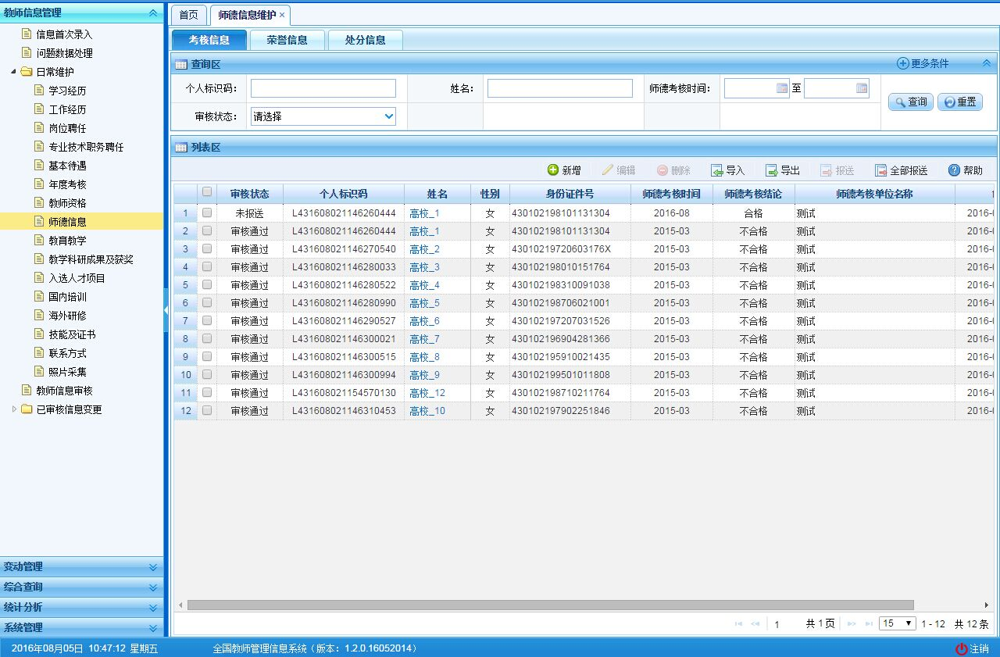 教师信息管理
信息首次录入
问题数据处理
日常维护
学习经历
工作经历
岗位聘任
专业技术职务聘任
基本待遇
年度考核
教师资格
师德信息
教育教学
教学科研成果及获奖
入选人才项目
国内培训
海外研修
技能及证书
联系方式
照片采集
教师信息审核
已审核信息变更
变动管理
综合查询
统计分析
系统管理
首页 师德信息维护 ×
考核信息 荣誉信息 处分信息
查询区 更多条件
个人标识码： 姓名： 师德考核时间： 至
审核状态： 请选择 查询 重置
列表区
新增 编辑 删除 导入 导出 报送 全部报送 帮助
审核状态 个人标识码 姓名 性别 身份证件号 师德考核时间 师德考核结论 师德考核单位名称
1 未报送 L431608021146260444 高校_1 女 430102198101131304 2016-08 合格 测试 2016-
2 审核通过 L431608021146260444 高校_1 女 430102198101131304 2015-03 不合格 测试 2016-
3 审核通过 L431608021146270540 高校_2 女 43010219720603176X 2015-03 不合格 测试 2016-
4 审核通过 L431608021146280033 高校_3 女 430102198010151764 2015-03 不合格 测试 2016-
5 审核通过 L431608021146280522 高校_4 女 430102198310091038 2015-03 不合格 测试 2016-
6 审核通过 L431608021146280990 高校_5 女 430102198706021001 2015-03 不合格 测试 2016-
7 审核通过 L431608021146290527 高校_6 女 430102197207031526 2015-03 不合格 测试 2016-
8 审核通过 L431608021146300021 高校_7 女 430102196904281366 2015-03 不合格 测试 2016-
9 审核通过 L431608021146300515 高校_8 女 430102195910021435 2015-03 不合格 测试 2016-
10 审核通过 L431608021146300994 高校_9 女 430102199501011808 2015-03 不合格 测试 2016-
11 审核通过 L431608021154570130 高校_12 女 430102198710211764 2015-03 不合格 测试 2016-
12 审核通过 L431608021146310453 高校_10 女 430102197902251846 2015-03 不合格 测试 2016-
1 共 1 页 15 1 - 12 共 12 条
2016年08月05日 10:47:12 星期五 全国教师管理信息系统（版本：1.2.0.16052014） 注销